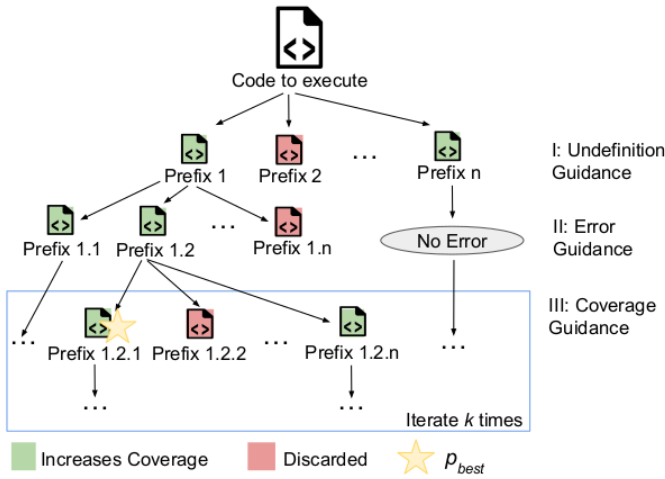 <>
Code to execute
<> <> ... <>
Prefix 1 Prefix 2 Prefix n
I: Undefinition
Guidance
<> <> ... <>
Prefix 1.1 Prefix 1.2 Prefix 1.n
No Error
II: Error
Guidance
III: Coverage
Guidance
... <> <> ... <> ...
Prefix 1.2.1 Prefix 1.2.2 Prefix 1.2.n
... ...
Iterate k times
Increases Coverage Discarded p_best